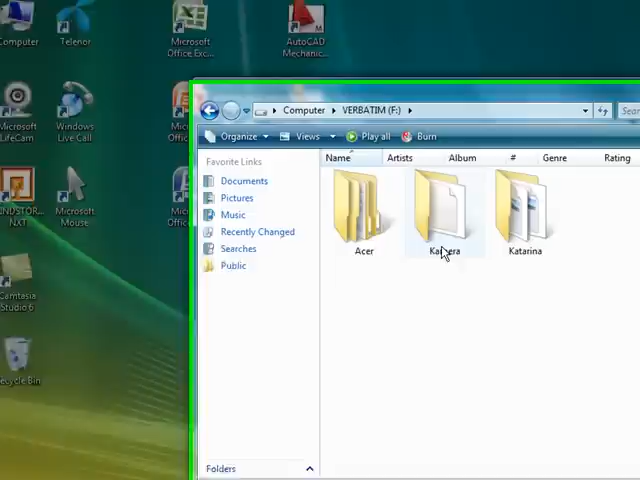 Computer
Telenor
Microsoft
Office Exc...
AutoCAD
Mechanic...
Microsoft
LifeCam
Windows
Live Call
NXT
Microsoft
Mouse
Camtasia
Studio 6
Computer VERBATIM (F:)
Organize Views Play all Burn
Favorite Links
Name Artists Album # Genre Rating
Documents
Pictures
Music
Recently Changed
Searches
Public
Acer
Katarina
Folders